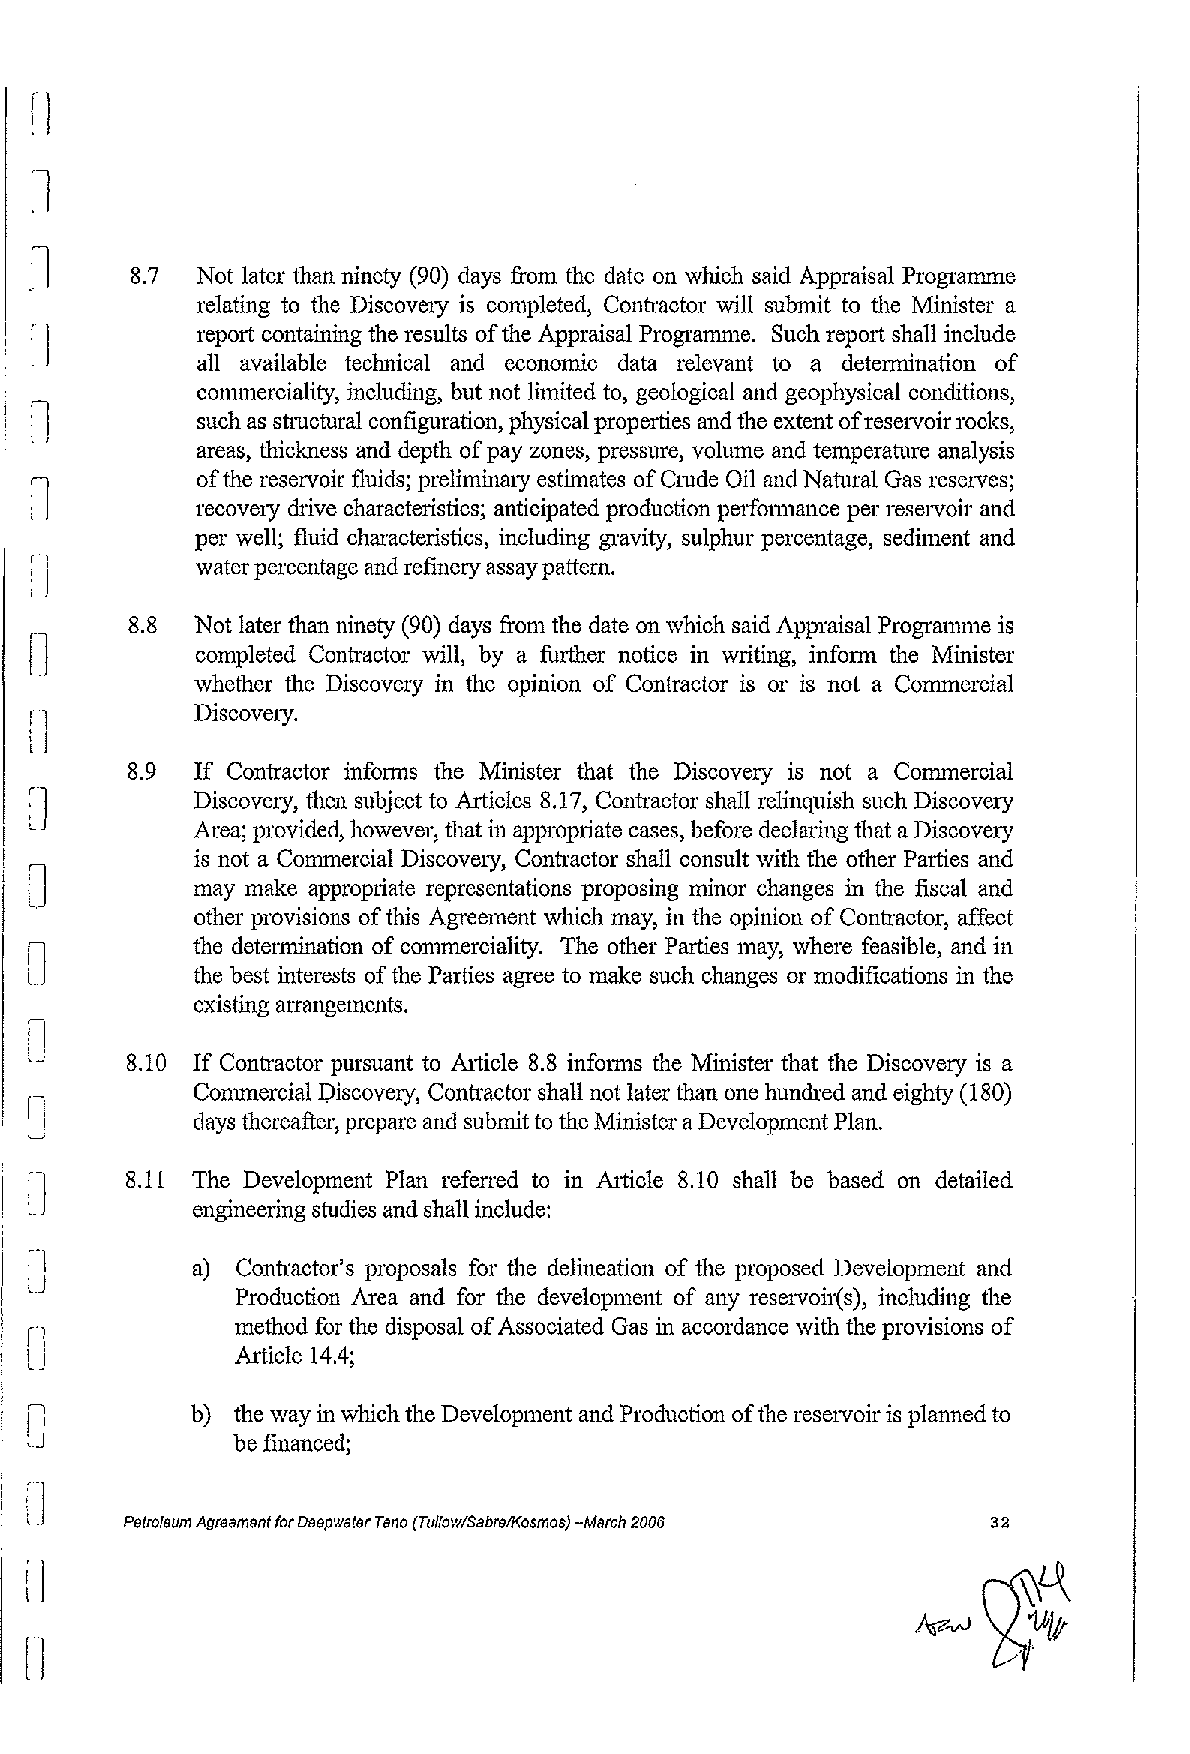 8.7 Not later than ninety (90) days from the date on which said Appraisal Programme
relating to the Discovery is completed, Contractor will submit to the Minister a
report containing the results of the Appraisal Programme. Such report shall include
all available technical and economic data relevant to a determination of
commerciality, including, but not limited to, geological and geophysical conditions,
such as structural configuration, physical properties and the extent of reservoir rocks,
areas, thickness and depth of pay zones, pressure, volume and temperature analysis
of the reservoir fluids; preliminary estimates of Crude Oil and Natural Gas reserves;
recovery drive characteristics; anticipated production performance per reservoir and
per well; fluid characteristics, including gravity, sulphur percentage, sediment and
water percentage and refinery assay pattern.
8.8 Not later than ninety (90) days from the date on which said Appraisal Programme is
completed Contractor will, by a further notice in writing, inform the Minister
whether the Discovery in the opinion of Contractor is or is not a Commercial
Discovery.
8.9 If Contractor informs the Minister that the Discovery is not a Commercial
Discovery, then subject to Articles 8.17, Contractor shall relinquish such Discovery
Area; provided, however, that in appropriate cases, before declaring that a Discovery
is not a Commercial Discovery, Contractor shall consult with the other Parties and
may make appropriate representations proposing minor changes in the fiscal and
other provisions of this Agreement which may, in the opinion of Contractor, affect
the determination of commerciality. The other Parties may, where feasible, and in
the best interests of the Parties agree to make such changes or modifications in the
existing arrangements.
8.10 If Contractor pursuant to Article 8.8 informs the Minister that the Discovery is a
Commercial Discovery, Contractor shall not later than one hundred and eighty (180)
days thereafter, prepare and submit to the Minister a Development Plan.
8.11 The Development Plan referred to in Article 8.10 shall be based on detailed
engineering studies and shall include:
a) Contractor's proposals for the delineation of the proposed Development and
Production Area and for the development of any reservoir(s), including the
method for the disposal of Associated Gas in accordance with the provisions of
Article 14.4;
b) the way in which the Development and Production of the reservoir is planned to
be financed;
Petroleum Agreement for Deepwater Tano (Tullow/Sabre/Kosmos) –March 2006 32